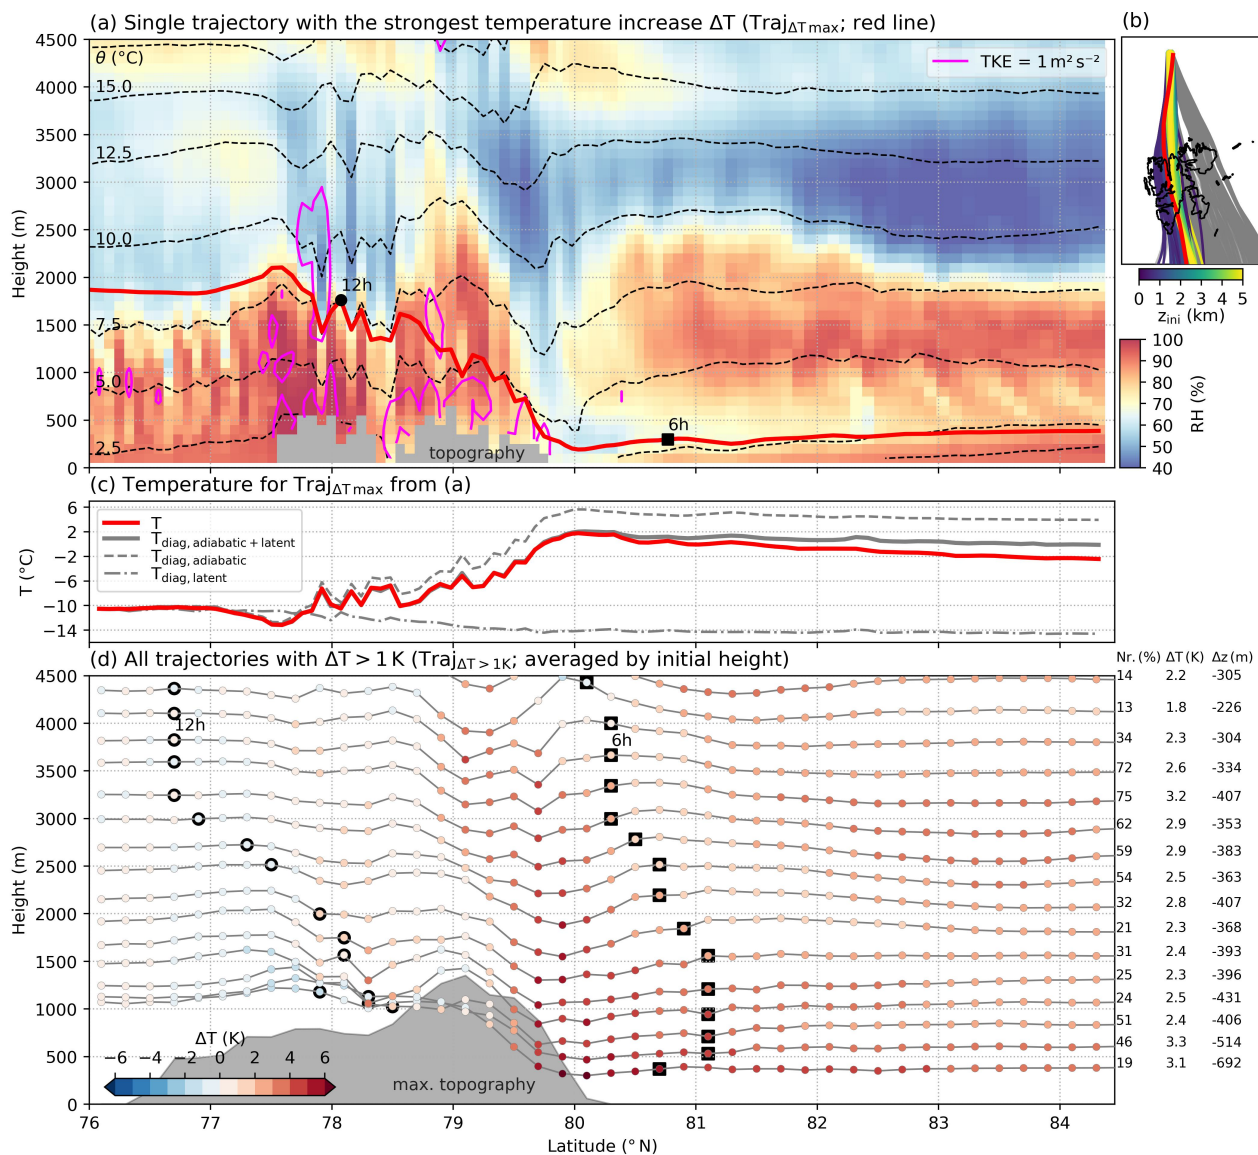 (a) Single trajectory with the strongest temperature increase ΔT (Traj_ΔT max; red line)
(b)
4500
4000
3500
3000
2500
2000
1500
1000
500
0
Height (m)
θ (°C)
15.0
12.5
10.0
7.5
5.0
2.5
TKE = 1 m² s⁻²
12h
6h
topography
0 1 2 3 4 5
z_ini (km)
100
90
80
70
60
50
40
RH (%)
(c) Temperature for Traj_ΔT max from (a)
6
2
−2
−6
−10
−14
T (°C)
T
T_diag, adiabatic + latent
T_diag, adiabatic
T_diag, latent
(d) All trajectories with ΔT > 1 K (Traj_ΔT > 1K; averaged by initial height)
Nr. (%) ΔT (K) Δz (m)
14 2.2 -305
13 1.8 -226
34 2.3 -304
72 2.6 -334
75 3.2 -407
62 2.9 -353
59 2.9 -383
54 2.5 -363
32 2.8 -407
21 2.3 -368
31 2.4 -393
25 2.3 -396
24 2.5 -431
51 2.4 -406
46 3.3 -514
19 3.1 -692
4500
4000
3500
3000
2500
2000
1500
1000
500
0
Height (m)
12h
6h
ΔT (K)
−6 −4 −2 0 2 4 6
max. topography
76 77 78 79 80 81 82 83 84
Latitude (° N)